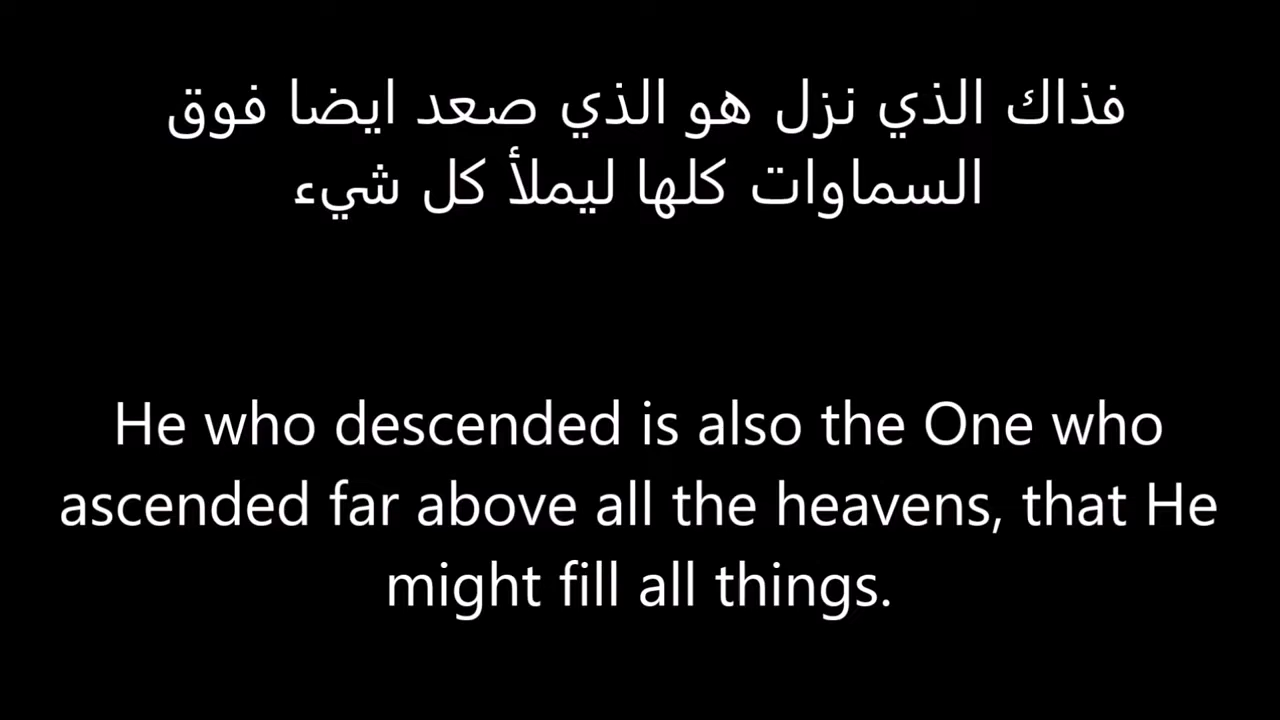 فذاك الذي نزل هو الذي صعد ايضا فوق
السماوات كلها ليملأ كل شيء
He who descended is also the One who
ascended far above all the heavens, that He
might fill all things.